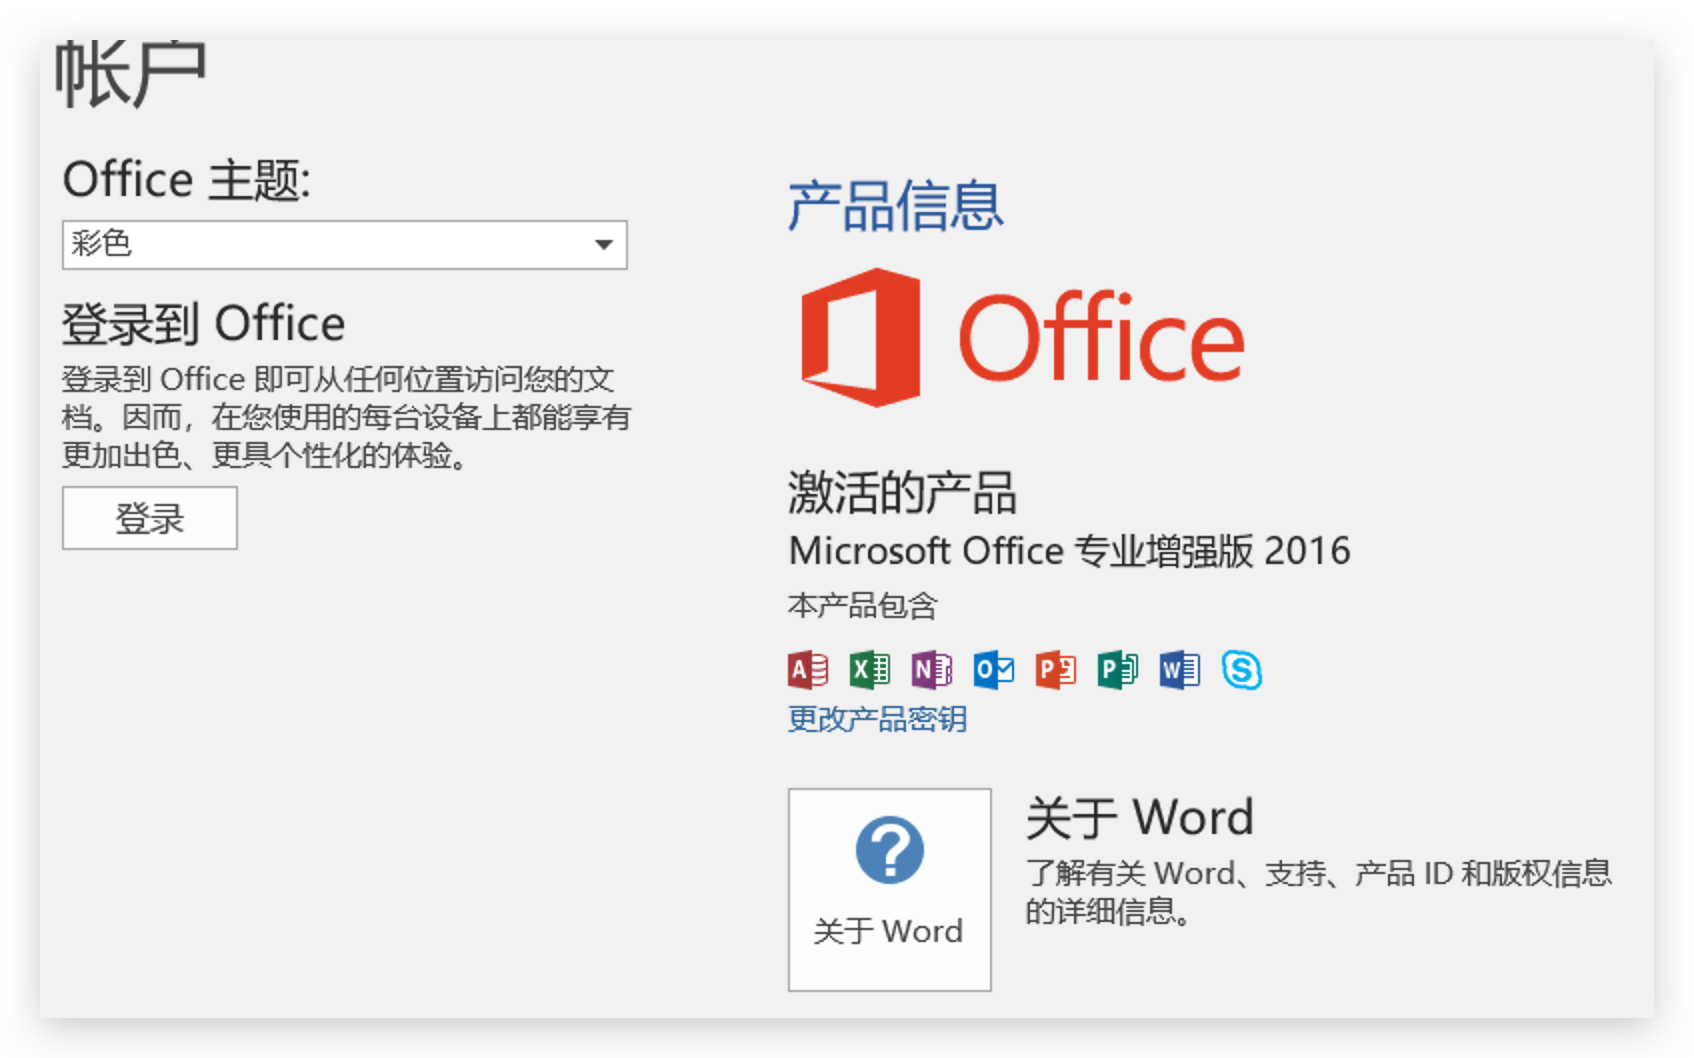 帐户
Office 主题:
彩色
登录到 Office
登录到 Office 即可从任何位置访问您的文
档。因而，在您使用的每台设备上都能享有
更加出色、更具个性化的体验。
登录
产品信息
Office
激活的产品
Microsoft Office 专业增强版 2016
本产品包含
A X N O P P W S
更改产品密钥
关于 Word
关于 Word
了解有关 Word、支持、产品 ID 和版权信息
的详细信息。